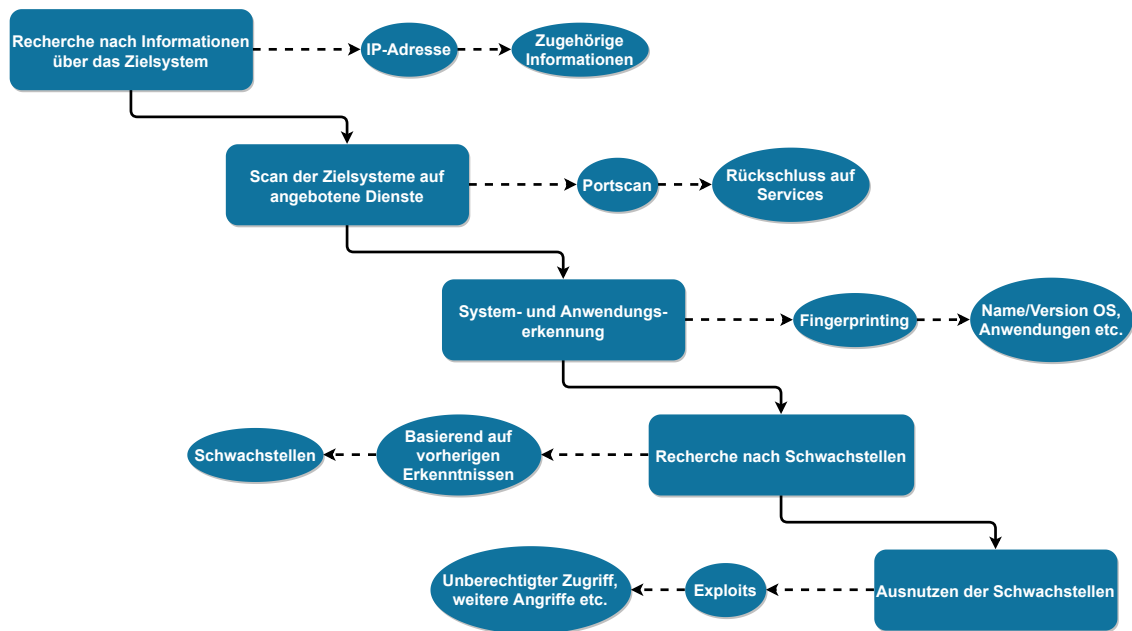 Recherche nach Informationen
über das Zielsystem
IP-Adresse
Zugehörige
Informationen
Scan der Zielsysteme auf
angebotene Dienste
Portscan
Rückschluss auf
Services
System- und Anwendungs-
erkennung
Fingerprinting
Name/Version OS,
Anwendungen etc.
Schwachstellen
Basierend auf
vorherigen
Erkenntnissen
Recherche nach Schwachstellen
Unberechtigter Zugriff,
weitere Angriffe etc.
Exploits
Ausnutzen der Schwachstellen